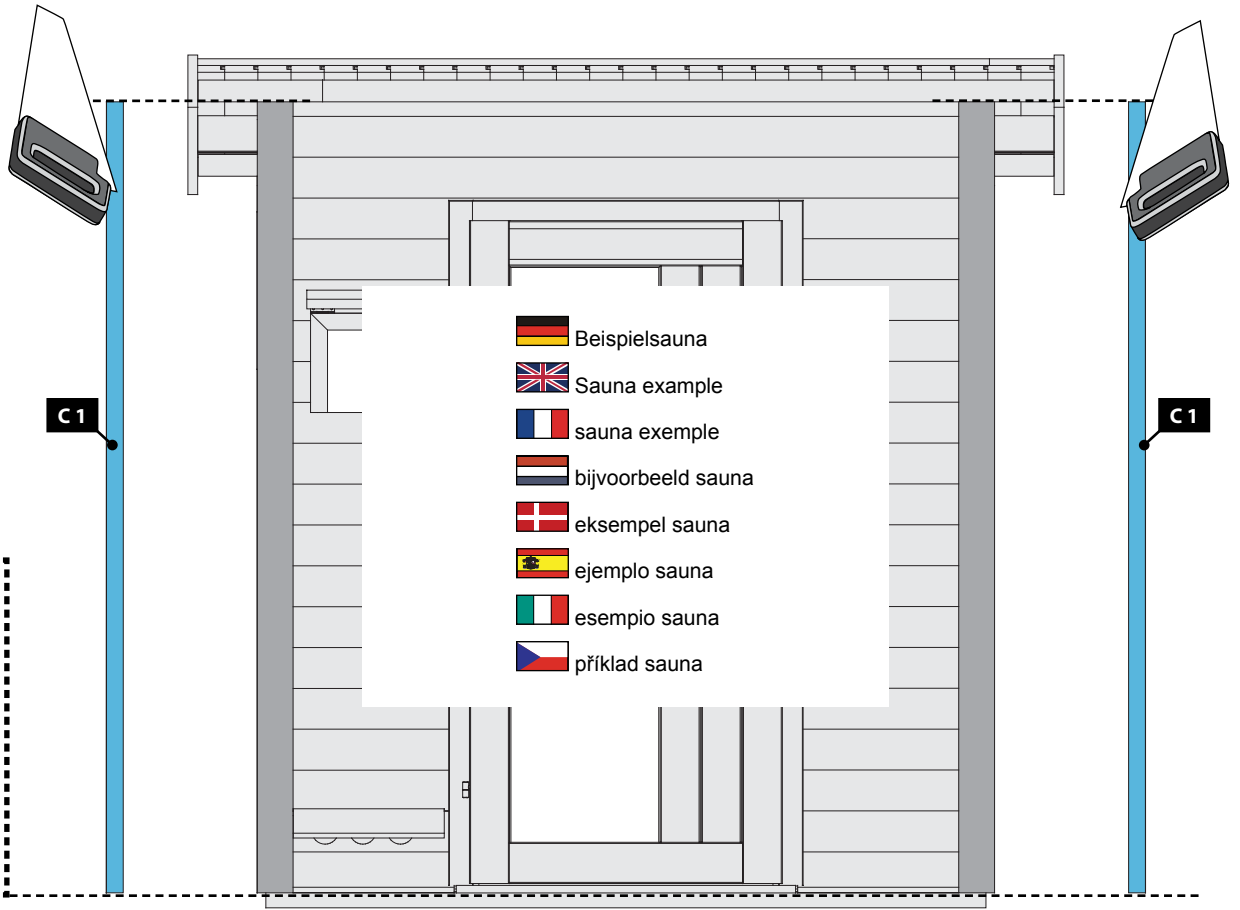 Beispielsauna
Sauna example
sauna exemple
C 1
C 1
bijvoorbeeld sauna
eksempel sauna
ejemplo sauna
esempio sauna
příklad sauna